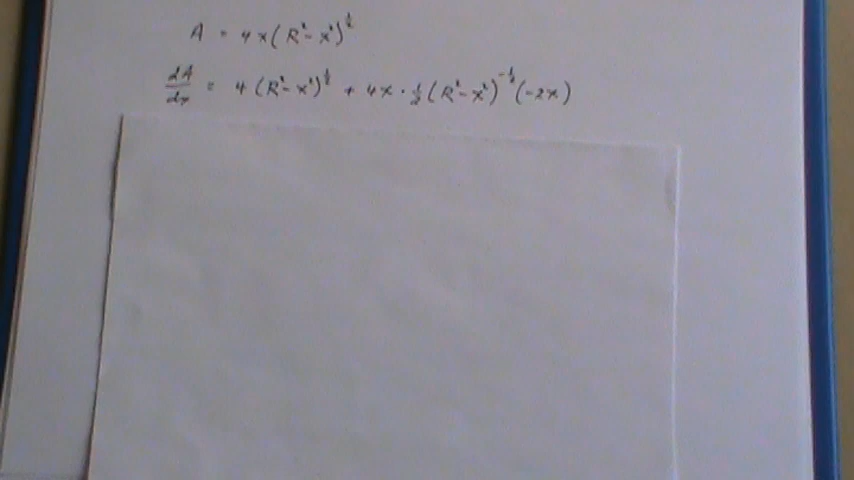 A = 4x(R²-x²)^½
dA/dx = 4(R²-x²)^½ + 4x·½(R²-x²)^-½(-2x)